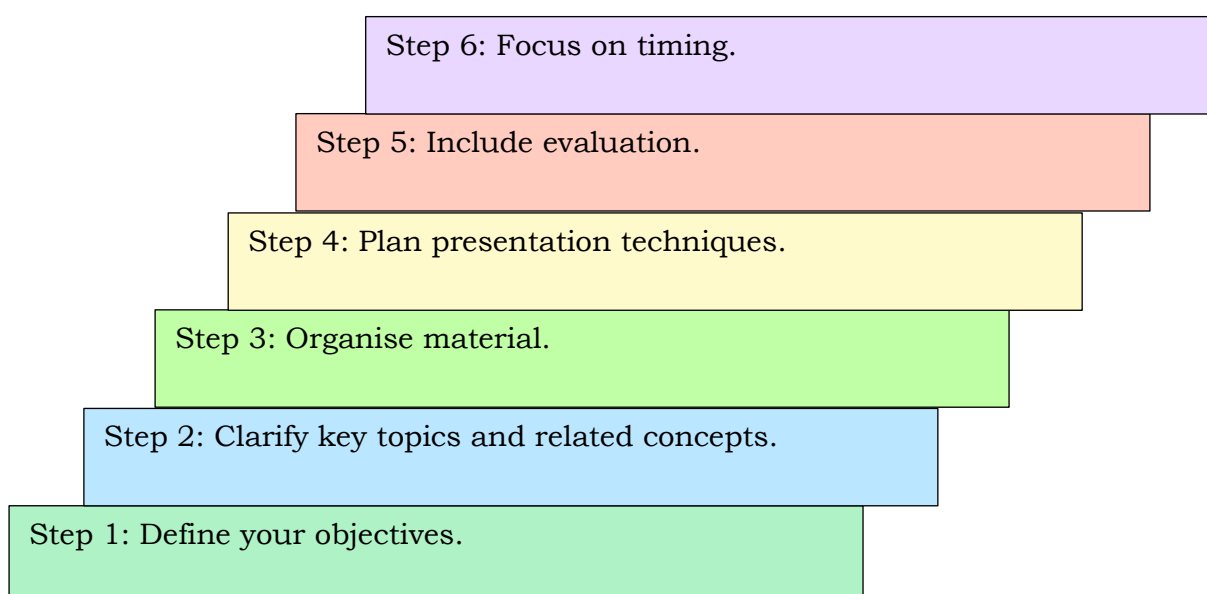 Step 6: Focus on timing.
Step 5: Include evaluation.
Step 4: Plan presentation techniques.
Step 3: Organise material.
Step 2: Clarify key topics and related concepts.
Step 1: Define your objectives.